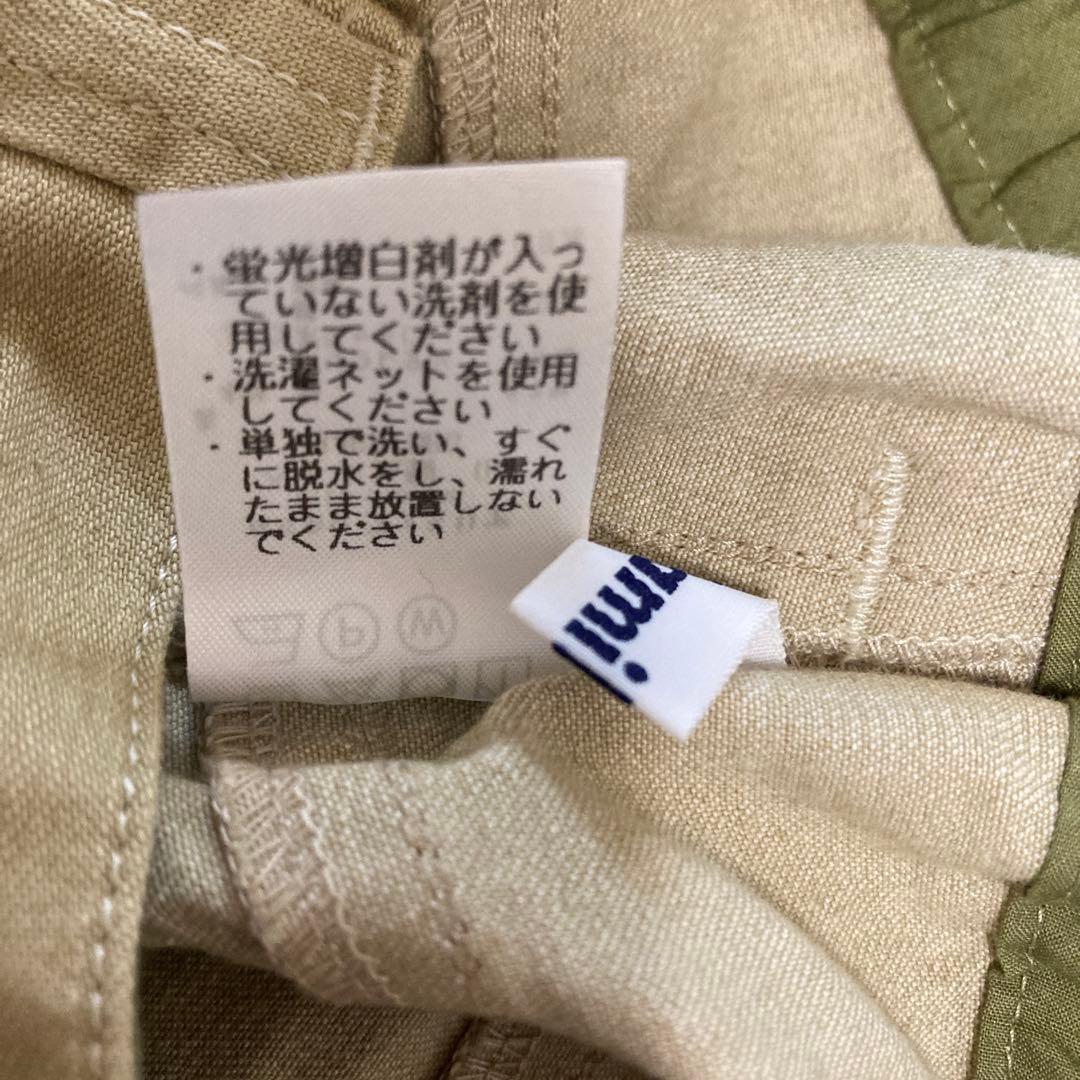 ・蛍光増白剤が入っ
ていない洗剤を使
用してください
・洗濯ネットを使用
してください
・単独で洗い、すぐ
に脱水をし、濡れ
たまま放置しない
でください